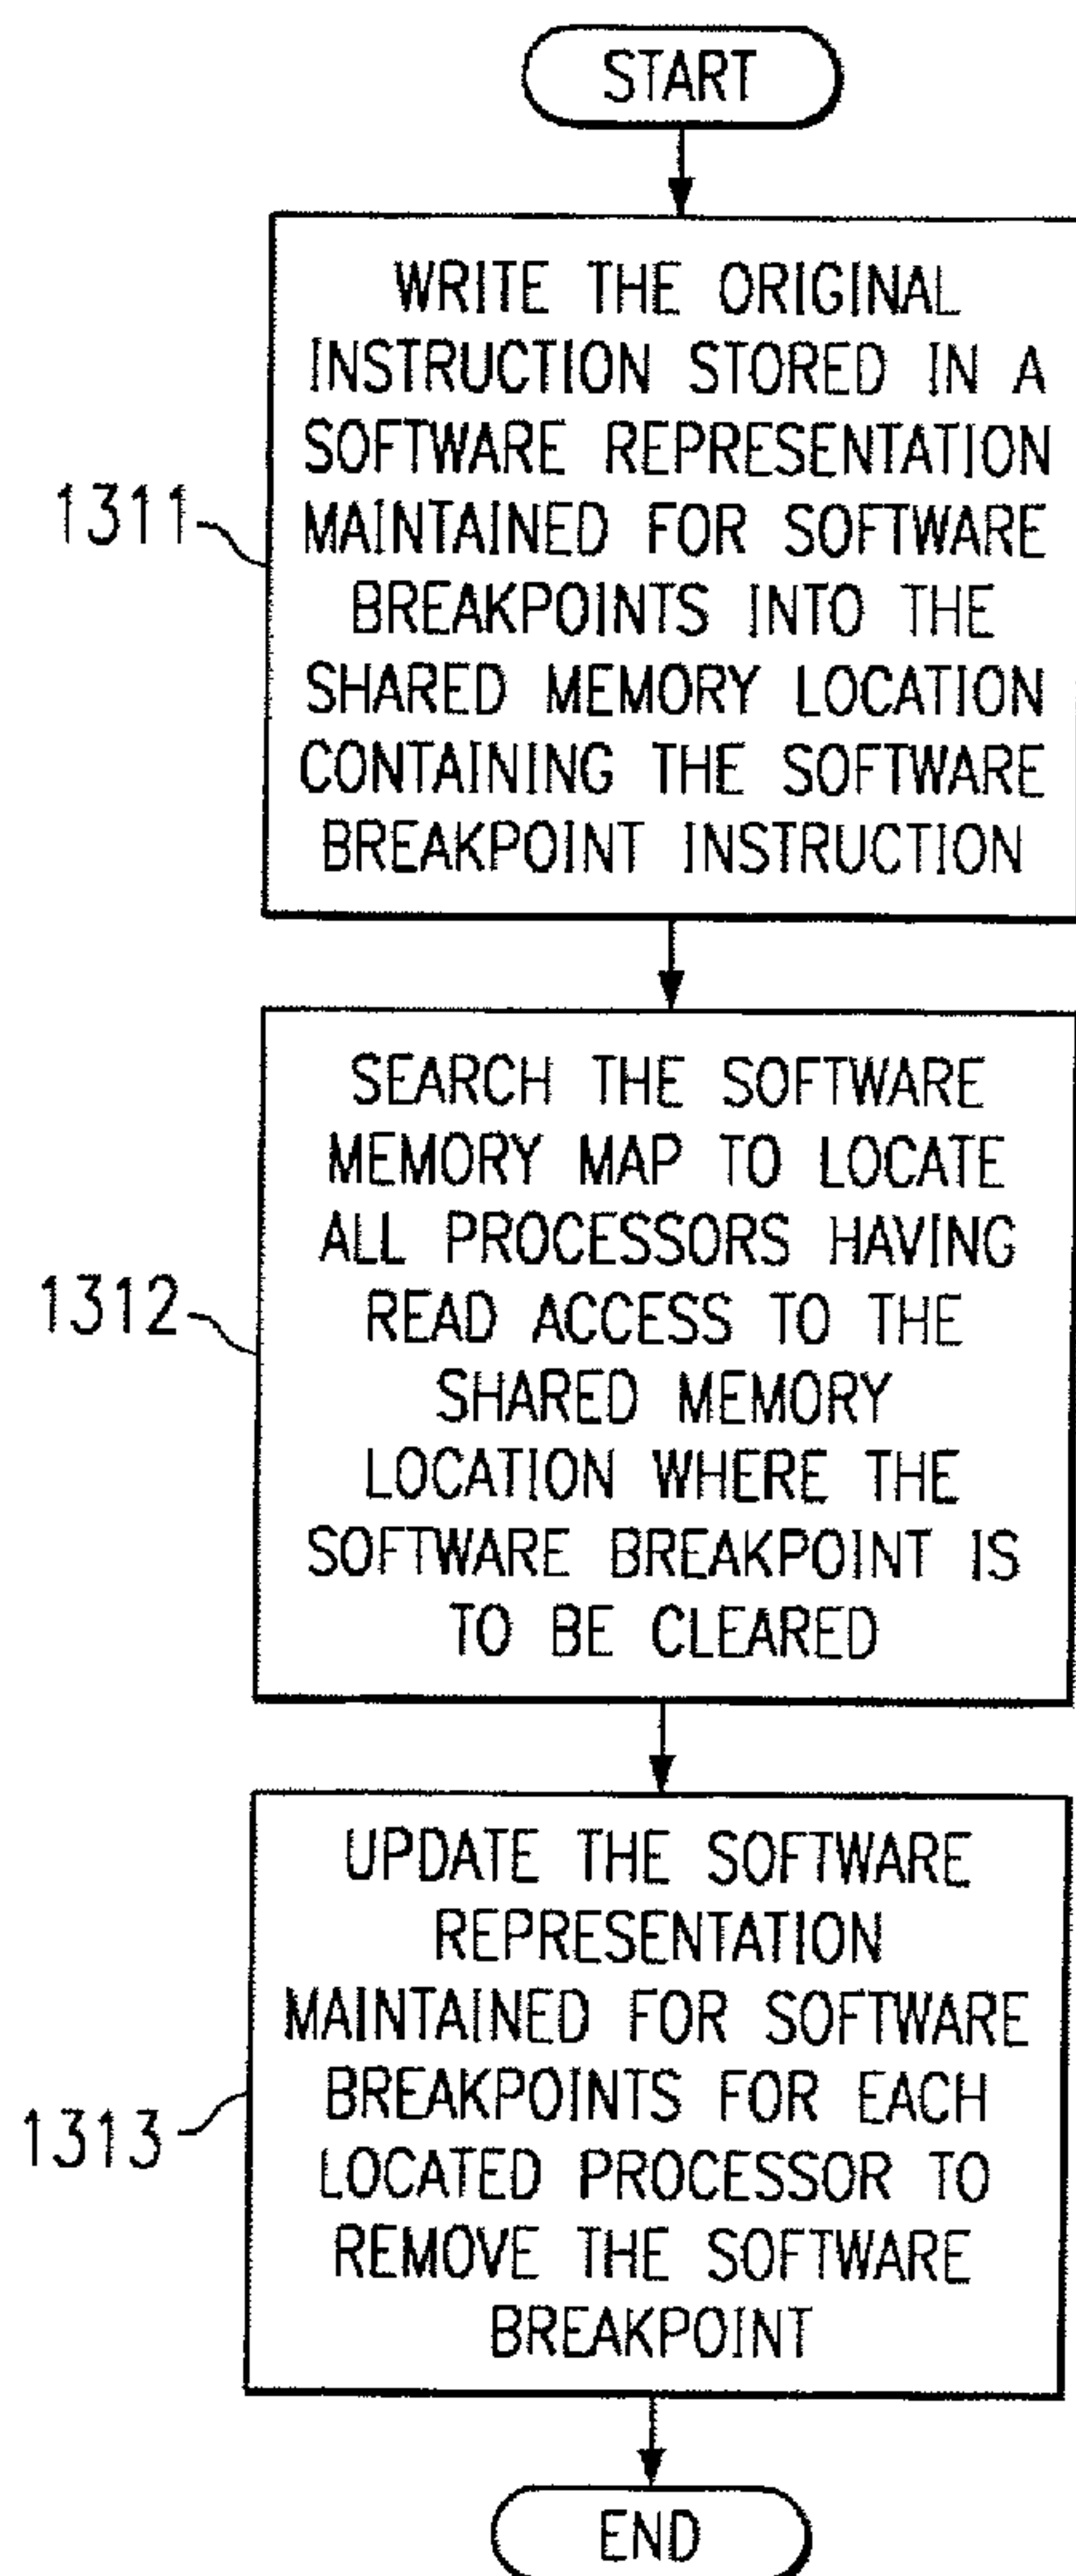 START
WRITE THE ORIGINAL
INSTRUCTION STORED IN A
SOFTWARE REPRESENTATION
MAINTAINED FOR SOFTWARE
BREAKPOINTS INTO THE
SHARED MEMORY LOCATION
CONTAINING THE SOFTWARE
BREAKPOINT INSTRUCTION
1311
SEARCH THE SOFTWARE
MEMORY MAP TO LOCATE
ALL PROCESSORS HAVING
READ ACCESS TO THE
SHARED MEMORY
LOCATION WHERE THE
SOFTWARE BREAKPOINT IS
TO BE CLEARED
1312
UPDATE THE SOFTWARE
REPRESENTATION
MAINTAINED FOR SOFTWARE
BREAKPOINTS FOR EACH
LOCATED PROCESSOR TO
REMOVE THE SOFTWARE
BREAKPOINT
1313
END